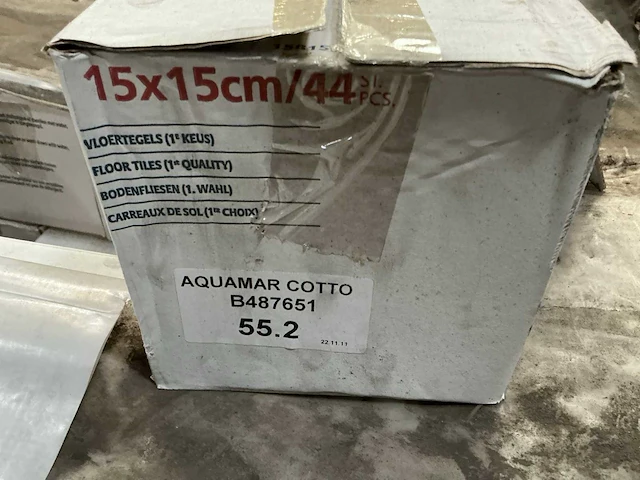 15x15cm/44 ST.
PCS.
VLOERTEGELS (1ᴱ KEUS)
FLOOR TILES (1ˢᵗ QUALITY)
BODENFLIESEN (1. WAHL)
CARREAUX DE SOL (1ᵉʳ CHOIX)
AQUAMAR COTTO
B487651
55.2
22.11.11